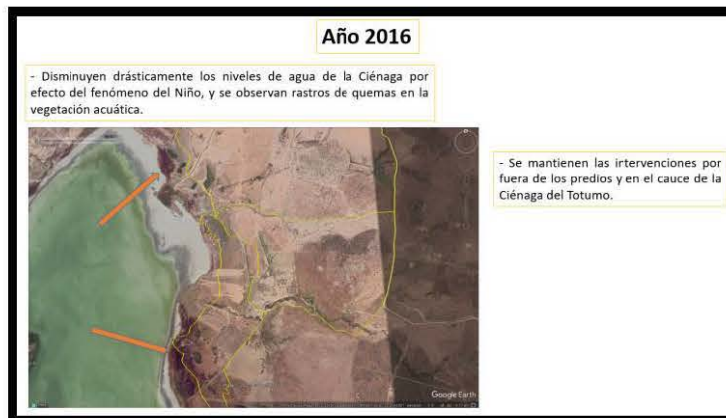 Año 2016
- Disminuyen drásticamente los niveles de agua de la Ciénaga por
efecto del fenómeno del Niño, y se observan rastros de quemas en la
vegetación acuática.
- Se mantienen las intervenciones por
fuera de los predios y en el cauce de la
Ciénaga del Totumo.
Google Earth